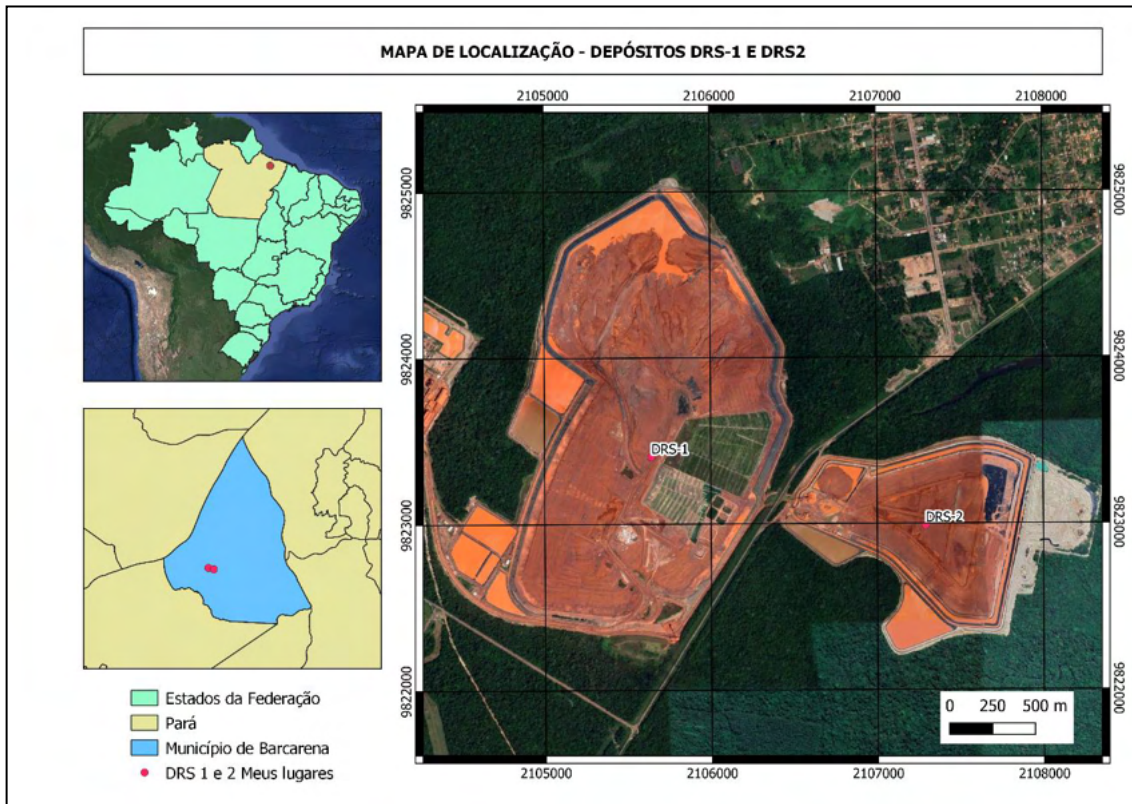 MAPA DE LOCALIZAÇÃO - DEPÓSITOS DRS-1 E DRS2
2105000
2106000
2107000
2108000
9825000
9825000
9824000
9824000
DRS-1
DRS-2
9823000
9823000
9822000
9822000
Estados da Federação
Pará
Município de Barcarena
DRS 1 e 2 Meus lugares
0 250 500 m
2105000
2106000
2107000
2108000